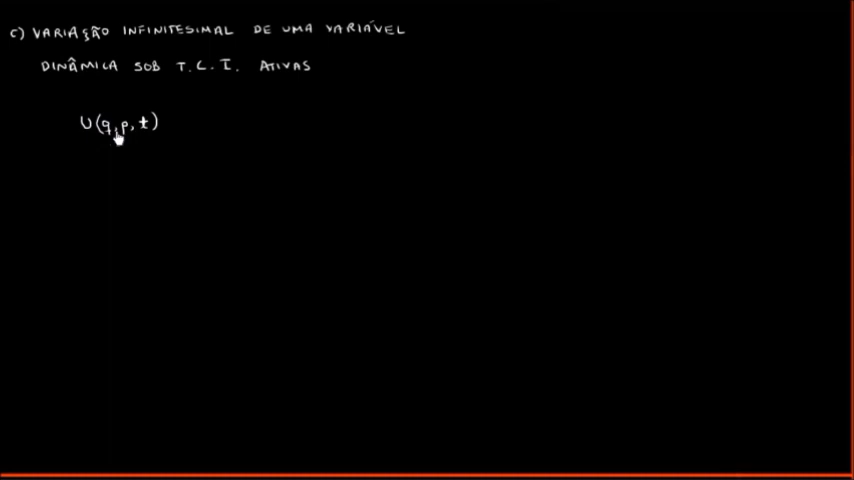 c) VARIAÇÃO INFINITESIMAL DE UMA VARIÁVEL
DINÂMICA SOB T.C.I. ATIVAS
U(q,p,t)